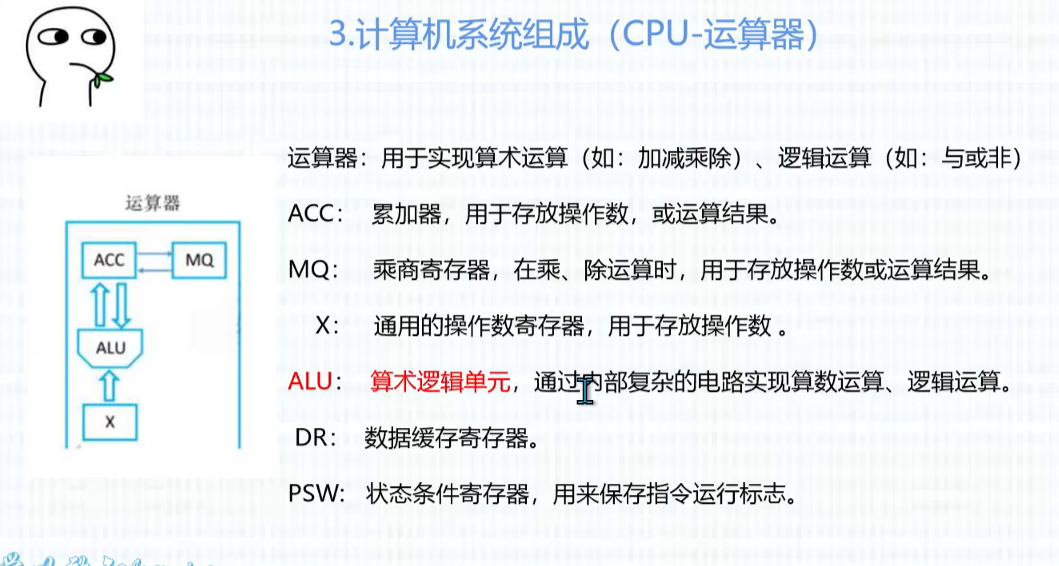 3.计算机系统组成（CPU-运算器）
运算器：用于实现算术运算（如：加减乘除）、逻辑运算（如：与或非）
ACC： 累加器，用于存放操作数，或运算结果。
MQ： 乘商寄存器，在乘、除运算时，用于存放操作数或运算结果。
X： 通用的操作数寄存器，用于存放操作数 。
ALU： 算术逻辑单元，通过内部复杂的电路实现算数运算、逻辑运算。
DR： 数据缓存寄存器。
PSW： 状态条件寄存器，用来保存指令运行标志。
运算器
ACC
MQ
ALU
X